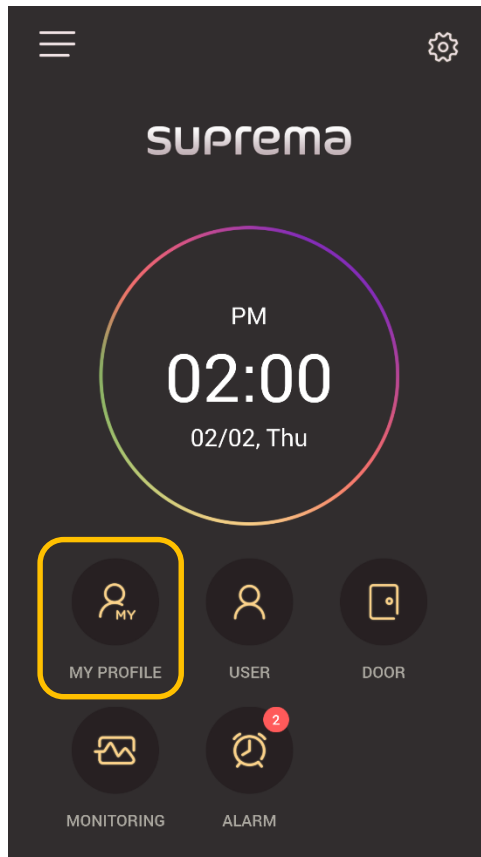 suprema
PM
02:00
02/02, Thu
MY
MY PROFILE
USER
DOOR
2
MONITORING
ALARM